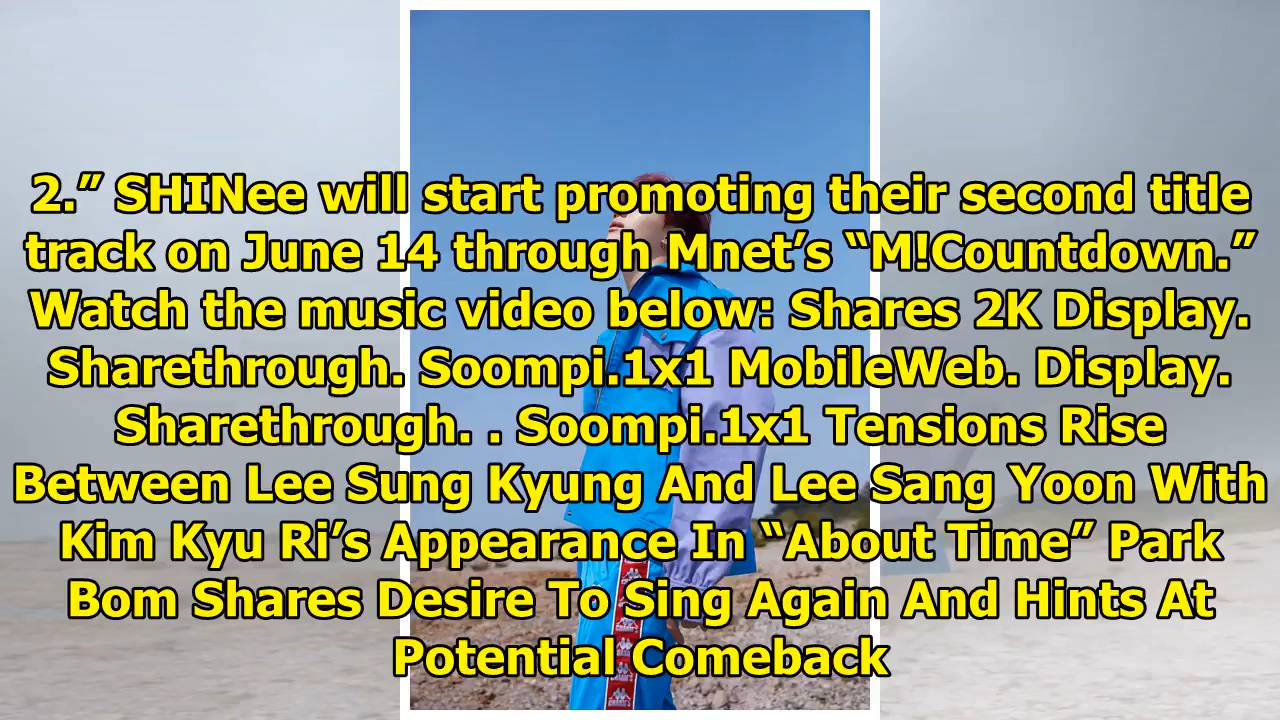 2.” SHINee will start promoting their second title
track on June 14 through Mnet’s “M!Countdown.”
Watch the music video below: Shares 2K Display.
Sharethrough. Soompi.1x1 MobileWeb. Display.
Sharethrough. . Soompi.1x1 Tensions Rise
Between Lee Sung Kyung And Lee Sang Yoon With
Kim Kyu Ri’s Appearance In “About Time” Park
Bom Shares Desire To Sing Again And Hints At
Potential Comeback